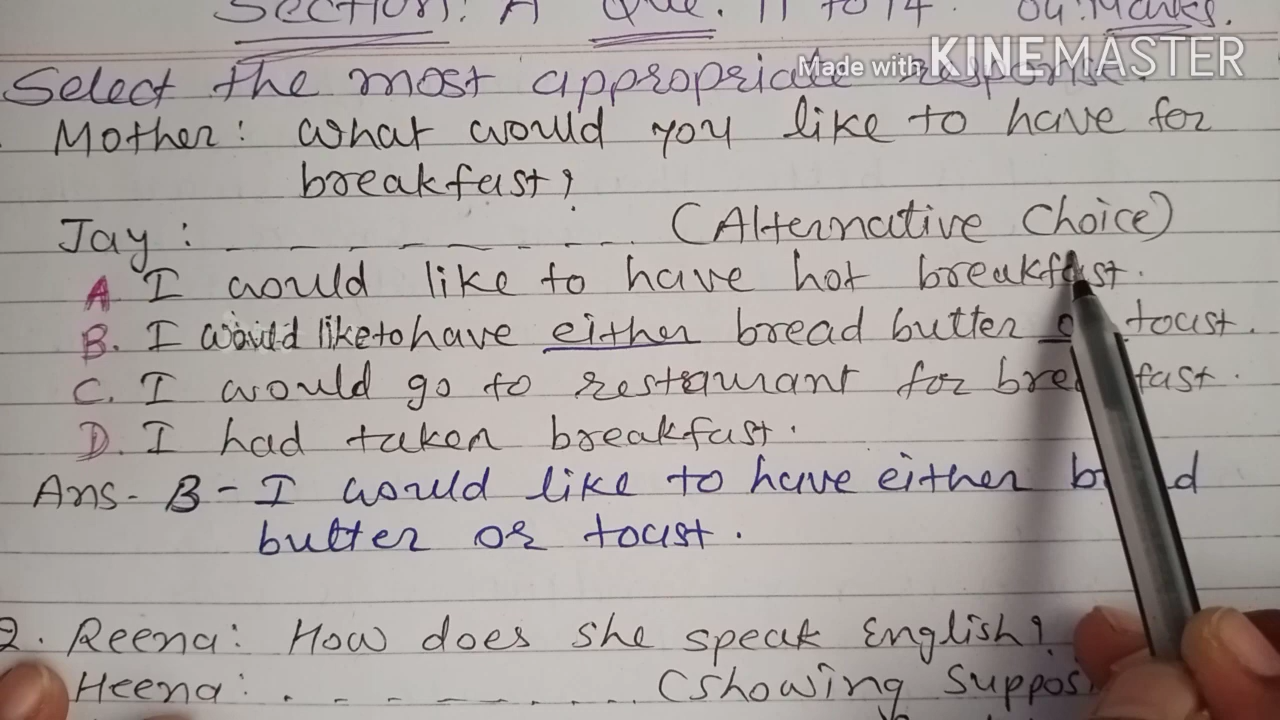 Section: A Que. 11 to 14. 04 Marks.
Made with KINEMASTER
Select the most appropriate response.
Mother: What would you like to have for
breakfast?
Jay: _ _ _ _ _ _ _ _ _ . (Alternative Choice)
A. I would like to have hot breakfast.
B. I would like to have either bread butter toast.
C. I would go to restaurant for breakfast.
D. I had taken breakfast.
Ans - B - I would like to have either
butter or toast.
2. Reena: How does she speak English?
Heena: . _ _ _ _ _ . . . . (Showing